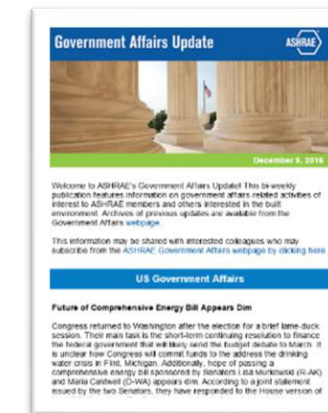 Government Affairs Update
ASHRAE
December 9, 2016
Welcome to ASHRAE's Government Affairs Update! This bi-weekly
publication features information on government affairs related activities of
interest to ASHRAE members and others interested in the built
environment. Archives of previous updates are available from the
Government Affairs webpage.
This information may be shared with interested colleagues who may
subscribe from the ASHRAE Government Affairs webpage by clicking here
US Government Affairs
Future of Comprehensive Energy Bill Appears Dim
Congress returned to Washington after the election for a brief lame-duck
session. Their main task is the short-term continuing resolution to finance
the federal government that will likely send the budget debate to March. It
is unclear how Congress will commit funds to the address the drinking
water crisis in Flint, Michigan. Additionally, hope of passing a
comprehensive energy bill sponsored by Senators Lisa Murkowski (R-AK)
and Maria Cantwell (D-WA) appears dim. According to a joint statement
issued by the two Senators, they have responded to the House version of